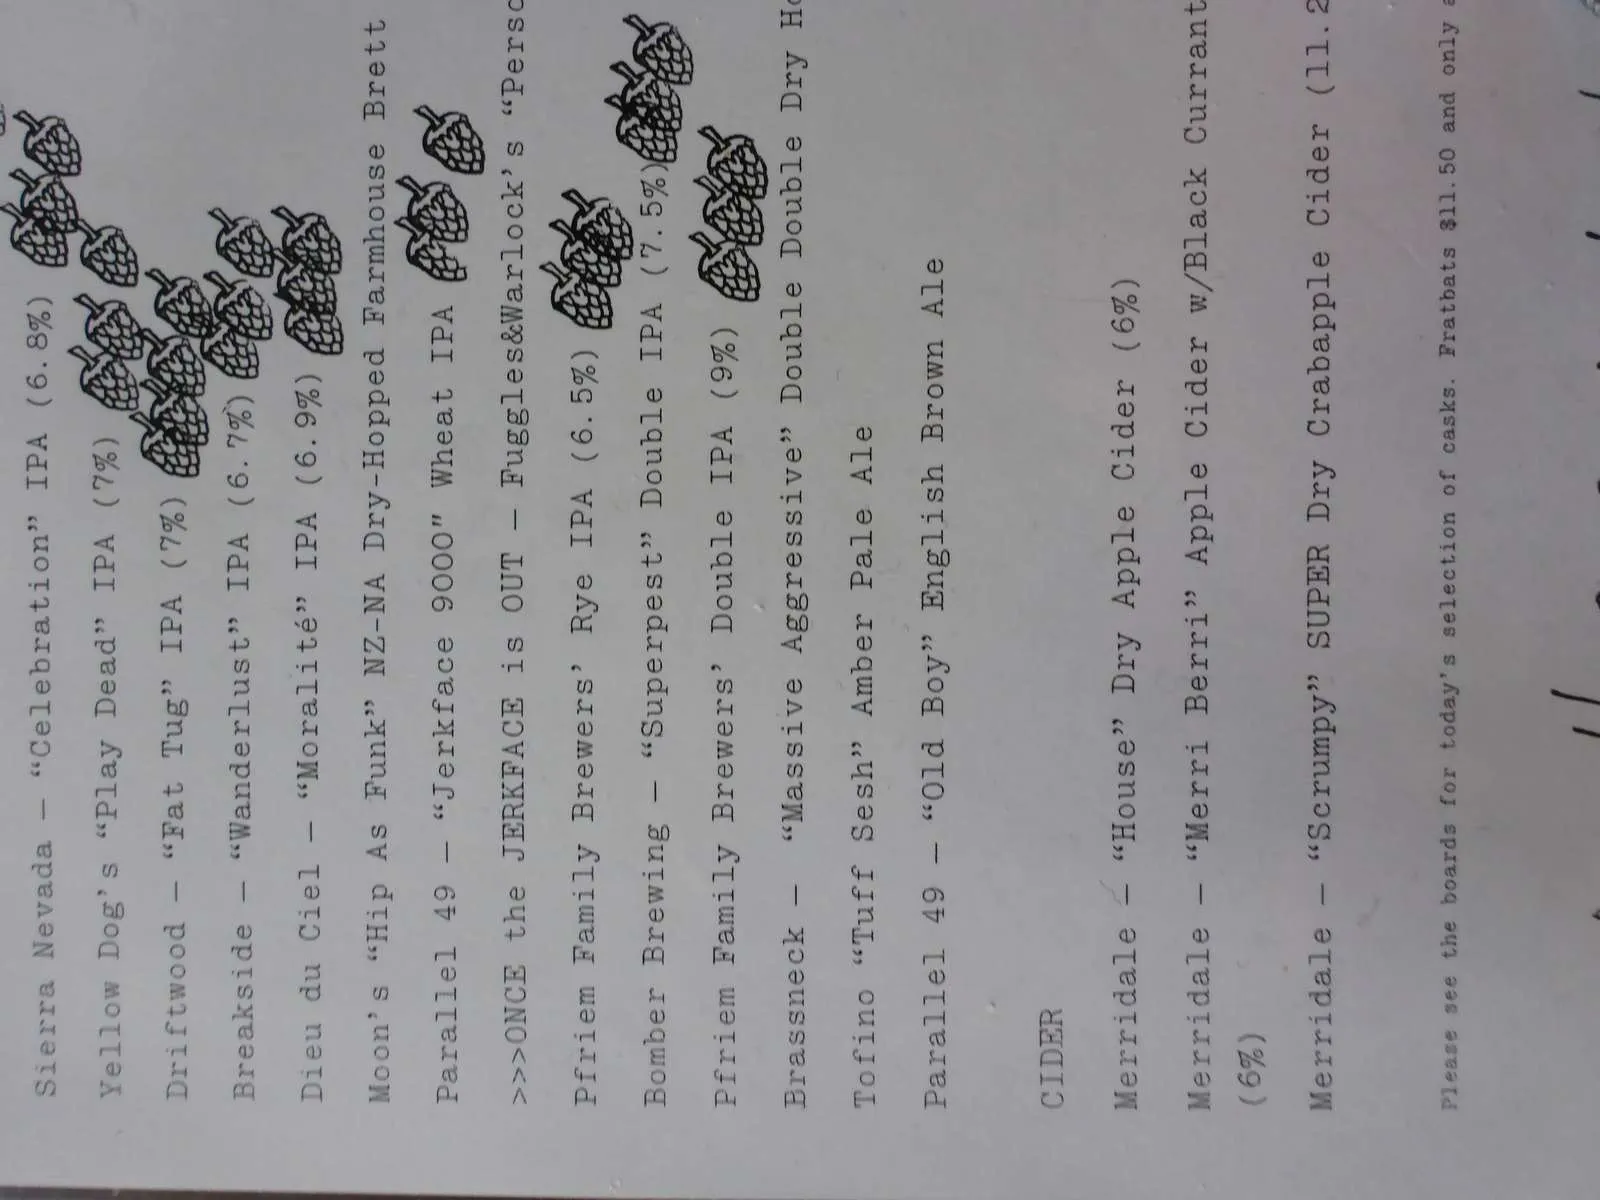 Sierra Nevada — “Celebration” IPA (6.8%)
Yellow Dog's “Play Dead” IPA (7%)
Driftwood — “Fat Tug” IPA (7%)
Breakside — “Wanderlust” IPA (6.7%)
Dieu du Ciel — “Moralité” IPA (6.9%)
Moon's “Hip As Funk” NZ-NA Dry-Hopped Farmhouse Brett
Parallel 49 — “Jerkface 9000" Wheat IPA
>>>ONCE the JERKFACE is OUT — Fuggles&Warlock's “Perso
Pfriem Family Brewers’ Rye IPA (6.5%)
Bomber Brewing — “Superpest” Double IPA (7.5%)
Pfriem Family Brewers’ Double IPA (9%)
Brassneck — “Massive Aggressive” Double Double Dry Ho
Tofino “Tuff Sesh” Amber Pale Ale
Parallel 49 — “Old Boy” English Brown Ale
CIDER
Merridale — “House” Dry Apple Cider (6%)
Merridale — “Merri Berri” Apple Cider w/Black Currant
(6%)
Merridale — “Scrumpy” SUPER Dry Crabapple Cider (11.2
Please see the boards for today's selection of casks. Fratbats $11.50 and only